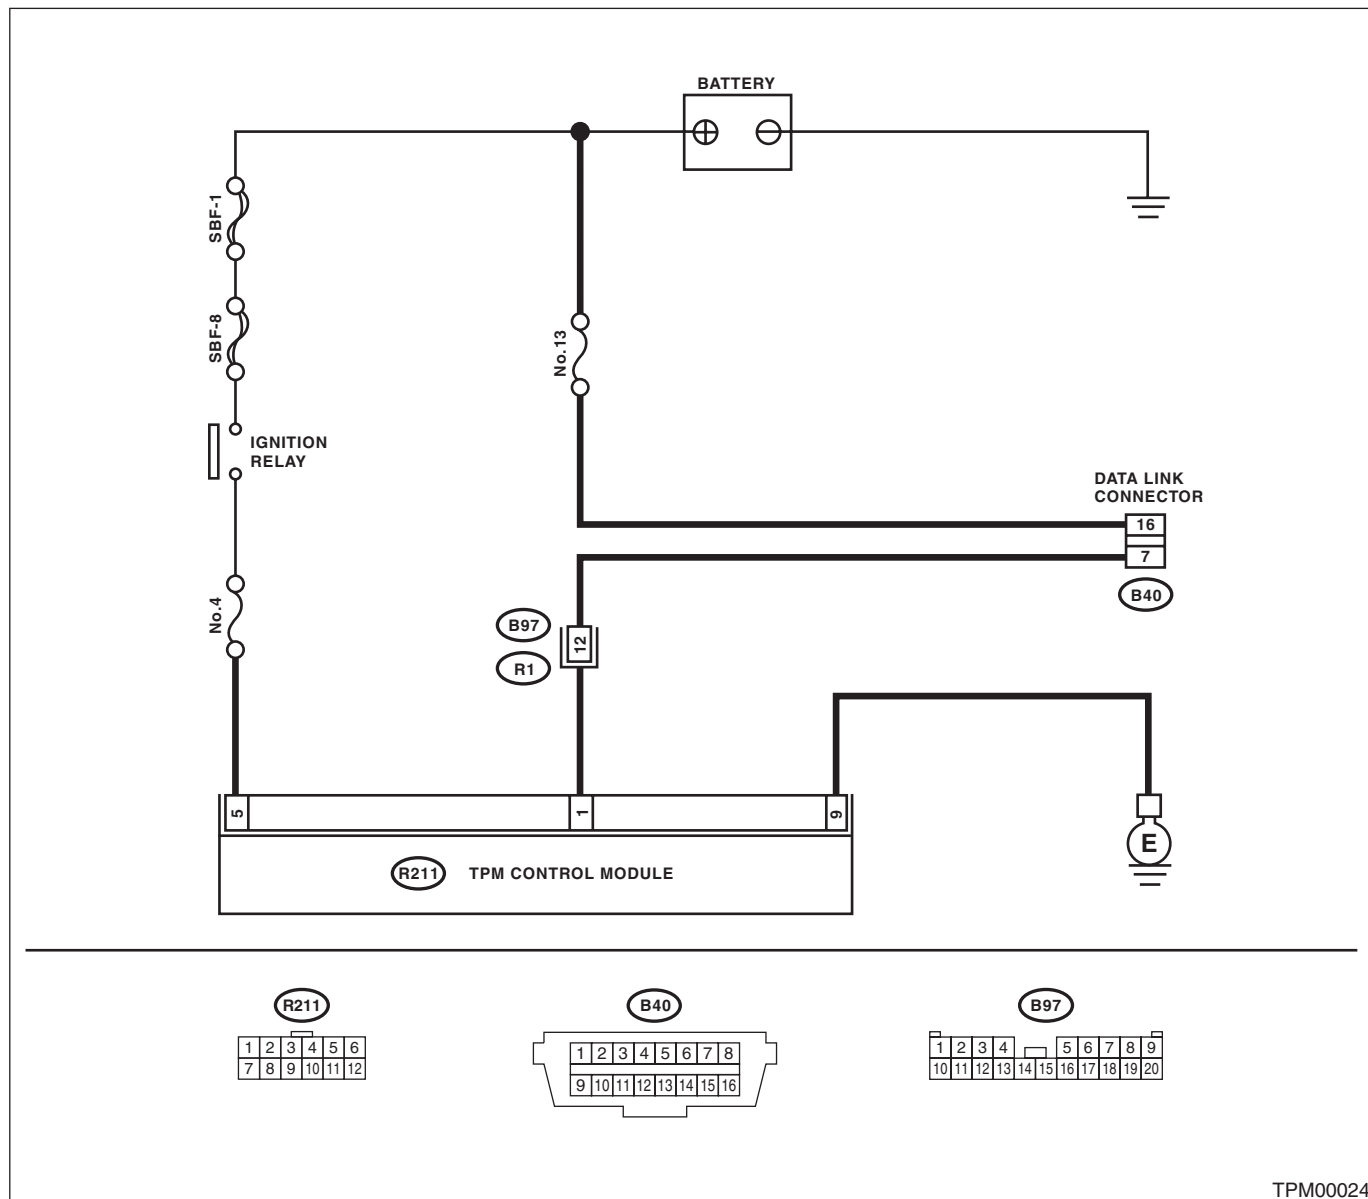 BATTERY
SBF-1
SBF-8
No.13
IGNITION
RELAY
DATA LINK
CONNECTOR
16
7
B40
No.4
B97
12
R1
5
1
9
E
R211 TPM CONTROL MODULE
R211
1 2 3 4 5 6
7 8 9 10 11 12
B40
1 2 3 4 5 6 7 8
9 10 11 12 13 14 15 16
B97
1 2 3 4 5 6 7 8 9
10 11 12 13 14 15 16 17 18 19 20
TPM00024